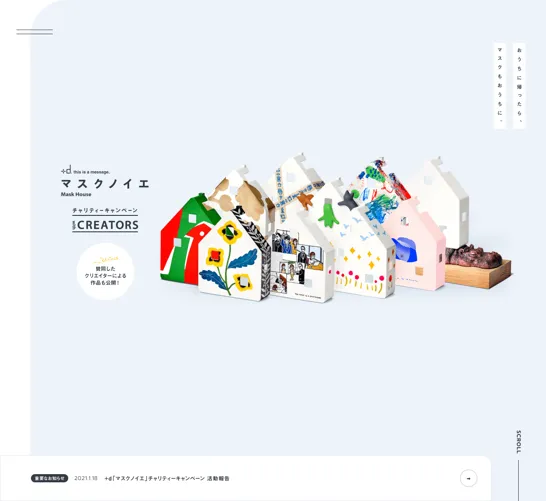 おうちに帰ったら、
マスクもおうちに。
+d this is a message.
マスクノイエ
Mask House
チャリティーキャンペーン
CREATORS
賛同した
クリエイターによる
作品も公開！
SCROLL
重要なお知らせ 2021.1.18 +d「マスクノイエ」チャリティーキャンペーン 活動報告